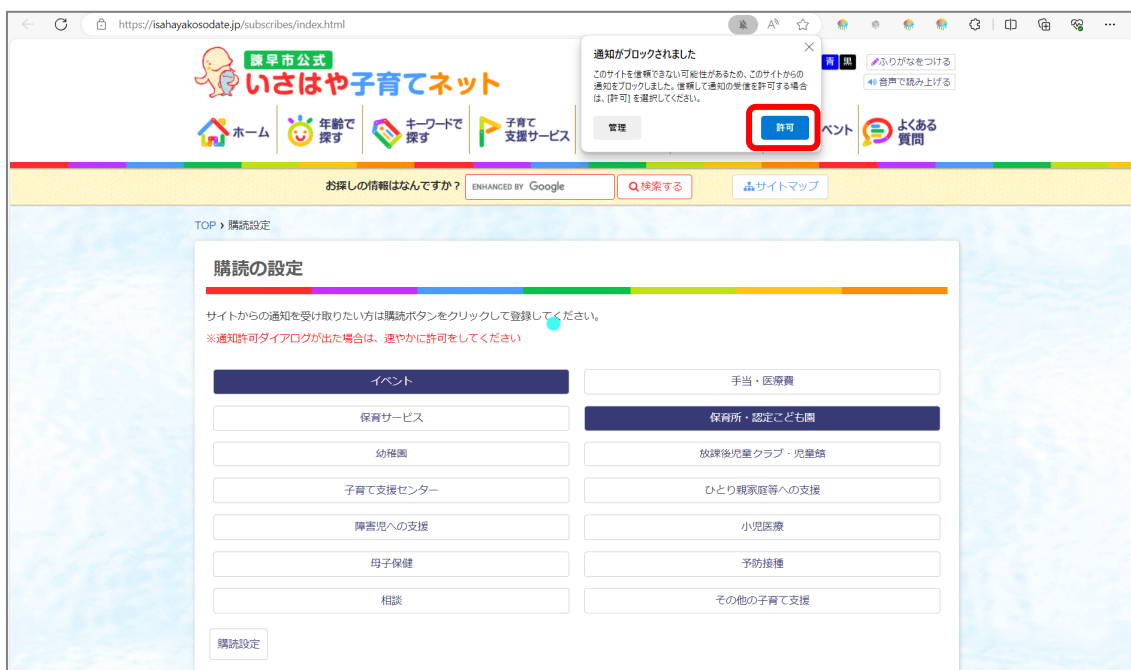 https://isahayakosodate.jp/subscribes/index.html
諫早市公式
いさはや子育てネット
通知がブロックされました
このサイトを信頼できない可能性があるため、このサイトからの
通知をブロックしました。信頼して通知の受信を許可する場合
は、[許可] を選択してください。
管理
許可
青
黒
ふりがなをつける
音声で読み上げる
ホーム
年齢で
探す
キーワードで
探す
子育て
支援サービス
ベント
よくある
質問
お探しの情報はなんですか？
ENHANCED BY Google
検索する
サイトマップ
TOP › 購読設定
購読の設定
サイトからの通知を受け取りたい方は購読ボタンをクリックして登録してください。
※通知許可ダイアログが出た場合は、速やかに許可をしてください
イベント
手当・医療費
保育サービス
保育所・認定こども園
幼稚園
放課後児童クラブ・児童館
子育て支援センター
ひとり親家庭等への支援
障害児への支援
小児医療
母子保健
予防接種
相談
その他の子育て支援
購読設定